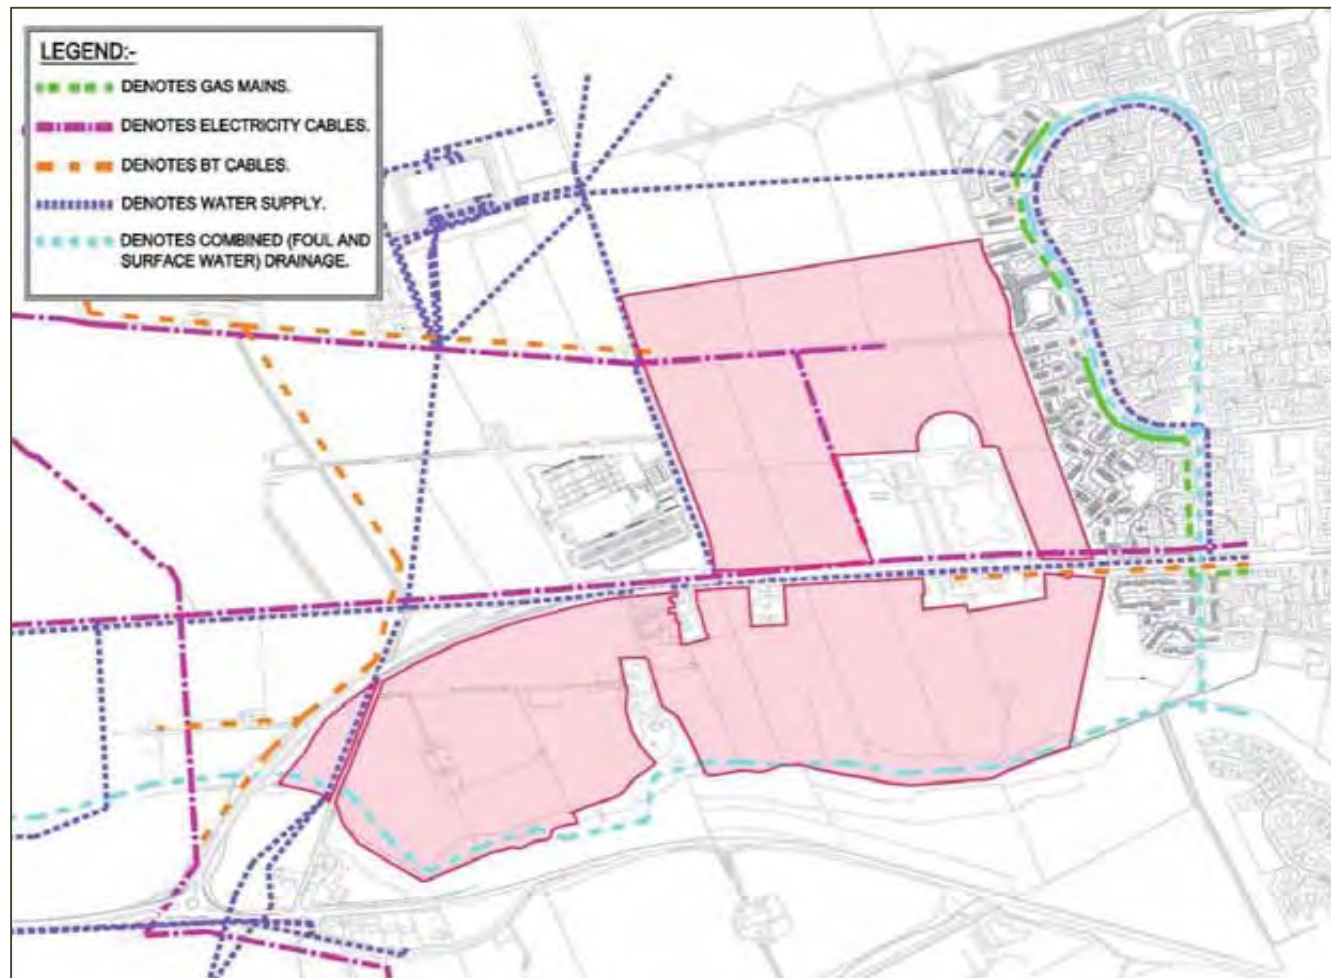 LEGEND:-
DENOTES GAS MAINS.
DENOTES ELECTRICITY CABLES.
DENOTES BT CABLES.
DENOTES WATER SUPPLY.
DENOTES COMBINED (FOUL AND
SURFACE WATER) DRAINAGE.